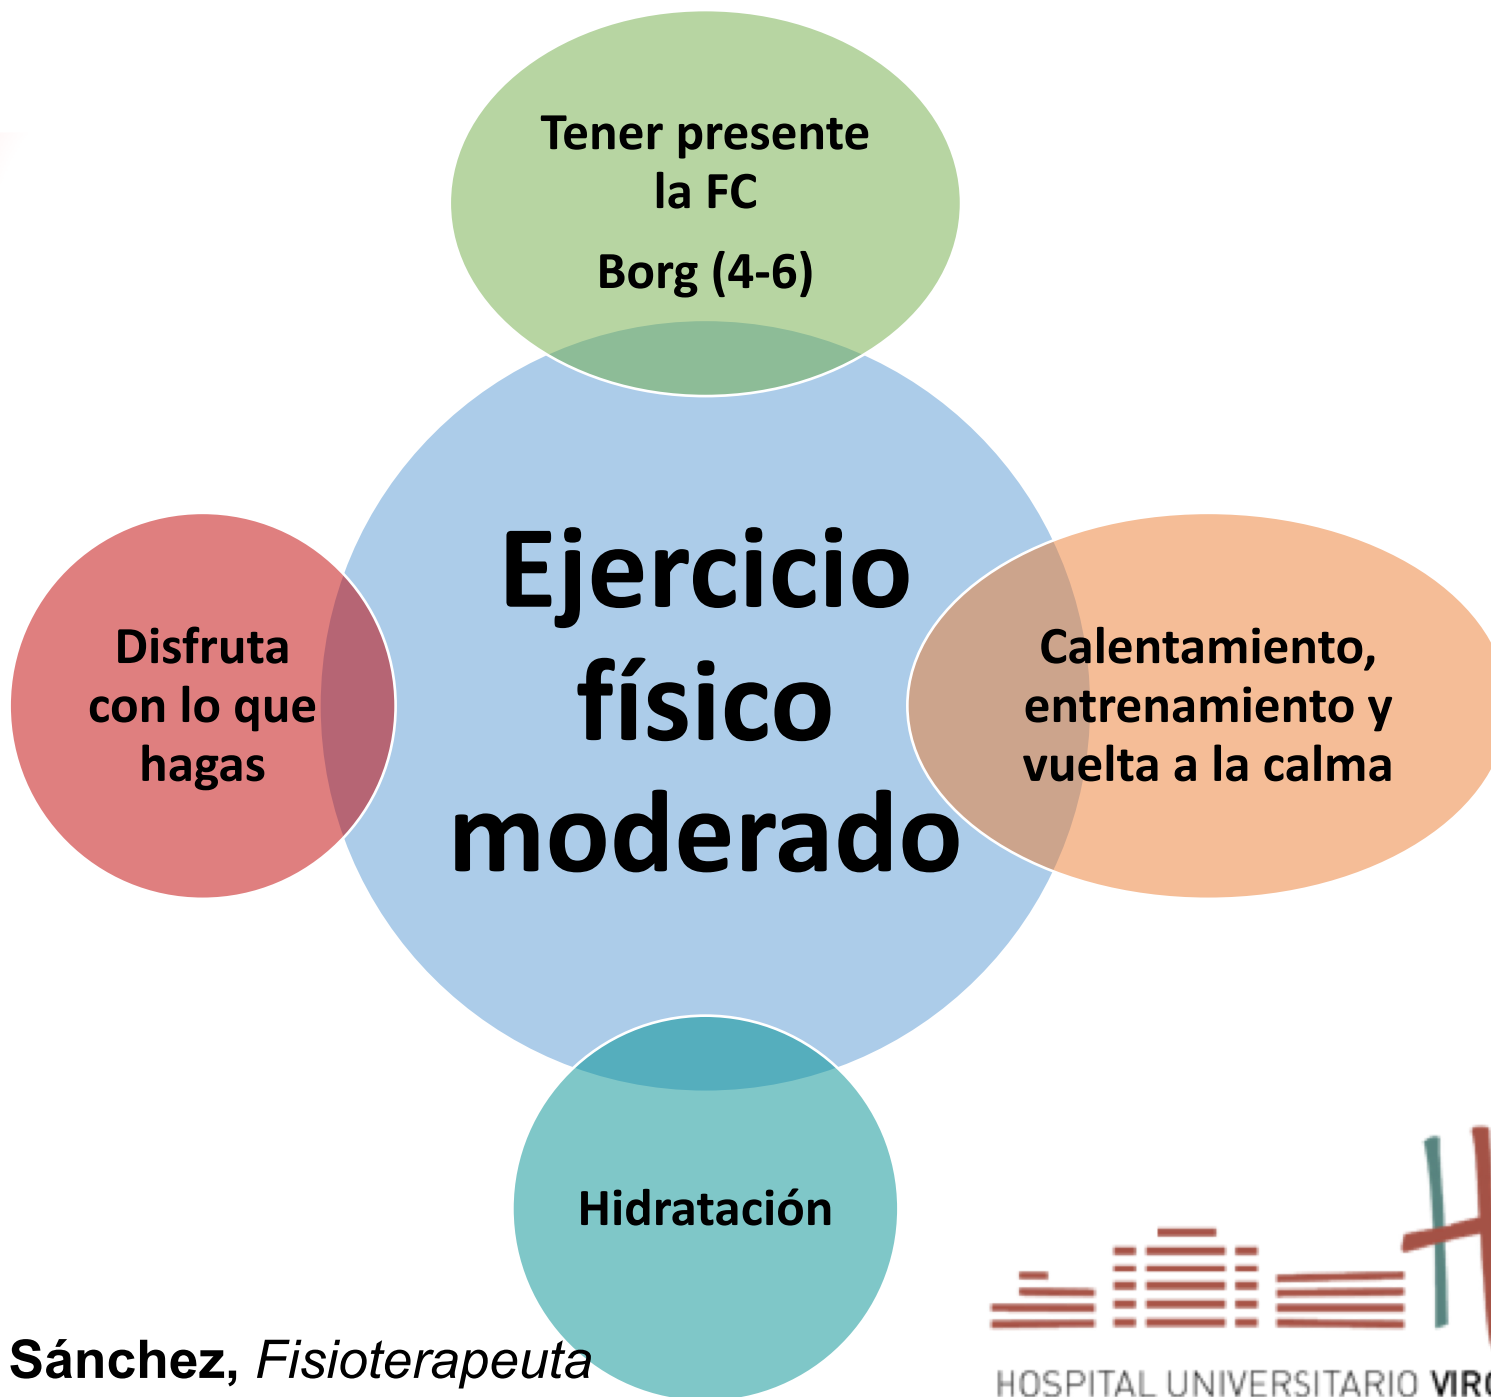 Tener presente
la FC
Borg (4-6)
Ejercicio
físico
moderado
Disfruta
con lo que
hagas
Calentamiento,
entrenamiento y
vuelta a la calma
Hidratación
Sánchez, Fisioterapeuta
HOSPITAL UNIVERSITARIO